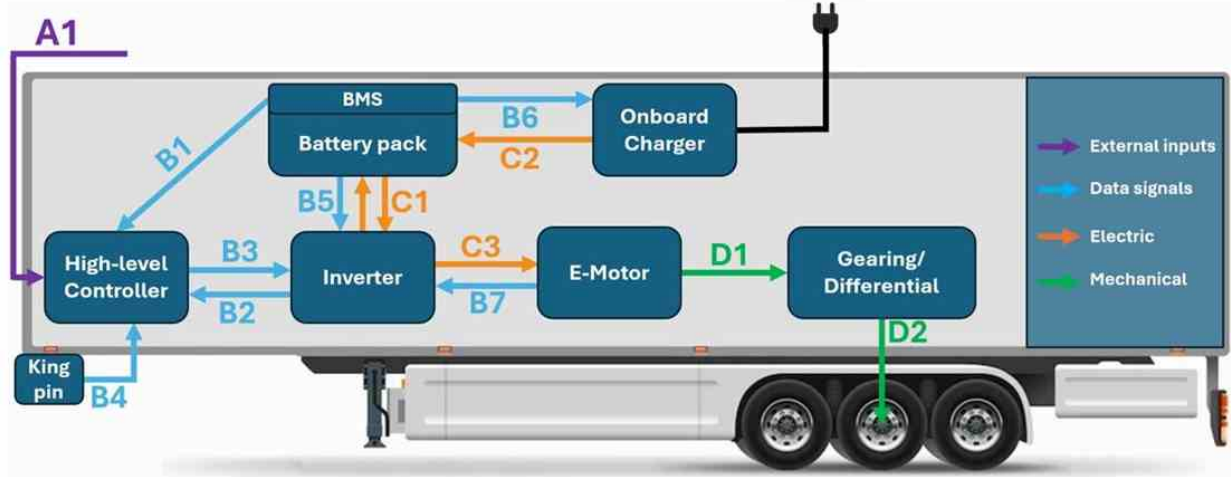 A1
BMS
Battery pack
B6
C2
Onboard
Charger
B1
B5
C1
High-level
Controller
B3
B2
Inverter
C3
B7
E-Motor
D1
Gearing/
Differential
D2
King
pin
B4
External inputs
Data signals
Electric
Mechanical